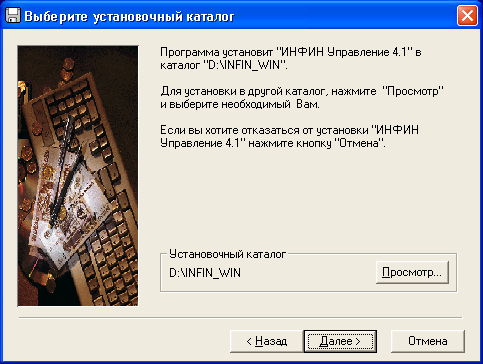 Выберите установочный каталог
Программа установит "ИНФИН Управление 4.1" в
каталог "D:\INFIN_WIN".
Для установки в другой каталог, нажмите "Просмотр"
и выберите необходимый Вам.
Если вы хотите отказаться от установки "ИНФИН
Управление 4.1" нажмите кнопку "Отмена".
Установочный каталог
D:\INFIN_WIN
Просмотр...
< Назад
Далее >
Отмена